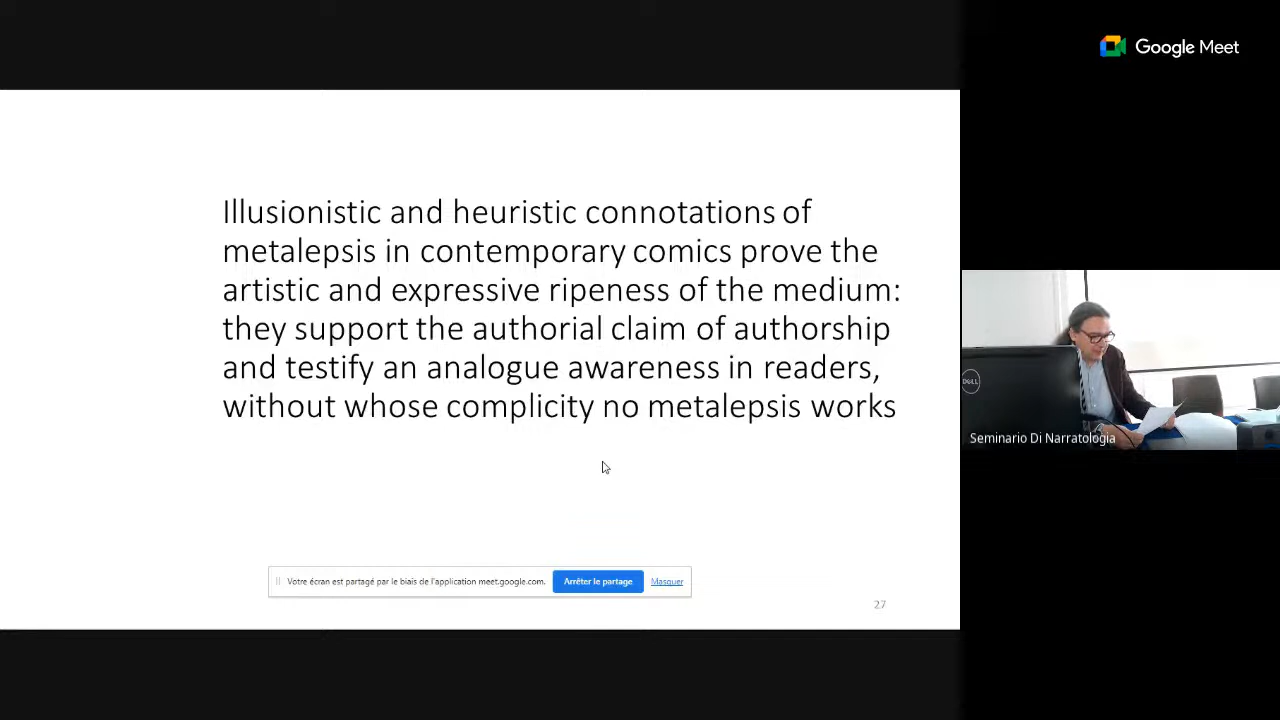 Google Meet
Illusionistic and heuristic connotations of
metalepsis in contemporary comics prove the
artistic and expressive ripeness of the medium:
they support the authorial claim of authorship
and testify an analogue awareness in readers,
without whose complicity no metalepsis works
DELL
Seminario Di Narratologia
Votre écran est partagé par le biais de l'application meet.google.com.
Arrêter le partage
Masquer
27